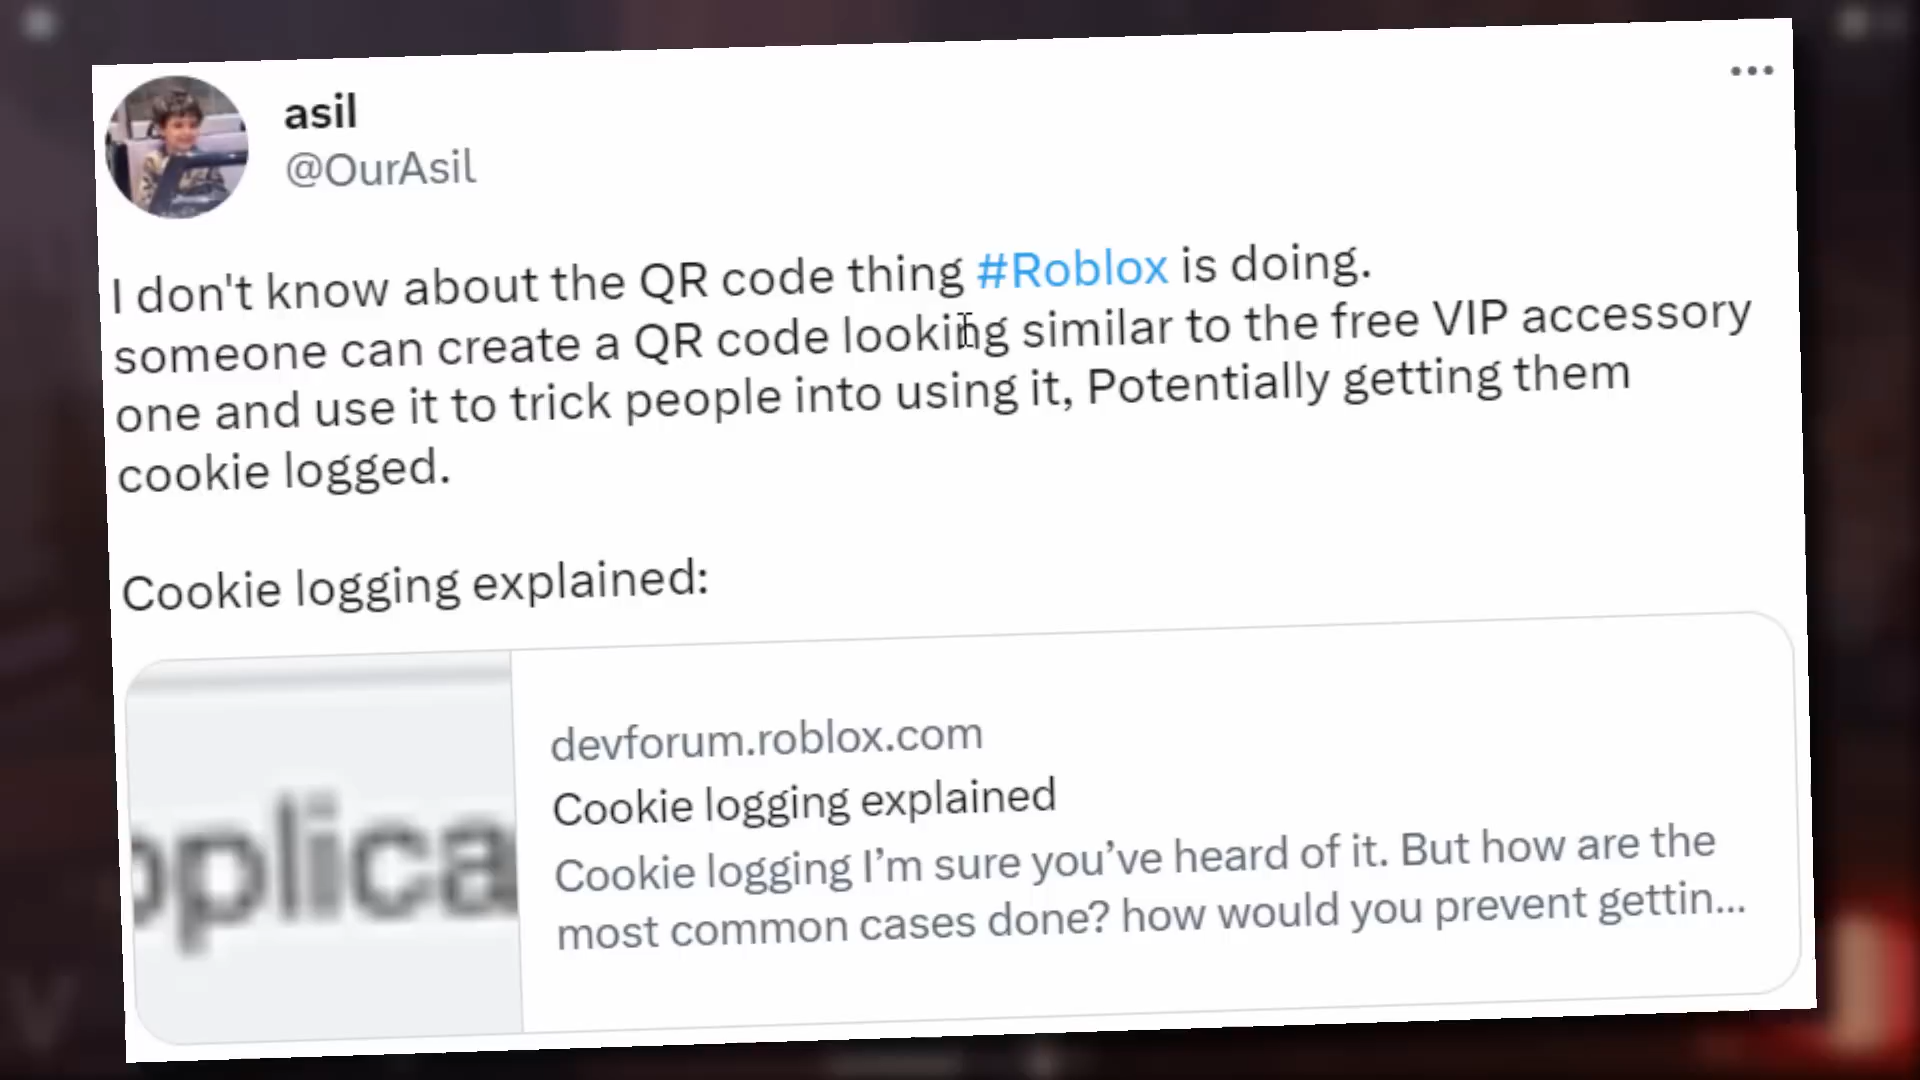 asil
@OurAsil
I don't know about the QR code thing #Roblox is doing.
someone can create a QR code looking similar to the free VIP accessory
one and use it to trick people into using it, Potentially getting them
cookie logged.
Cookie logging explained:
pplica
devforum.roblox.com
Cookie logging explained
Cookie logging I’m sure you’ve heard of it. But how are the
most common cases done? how would you prevent gettin...